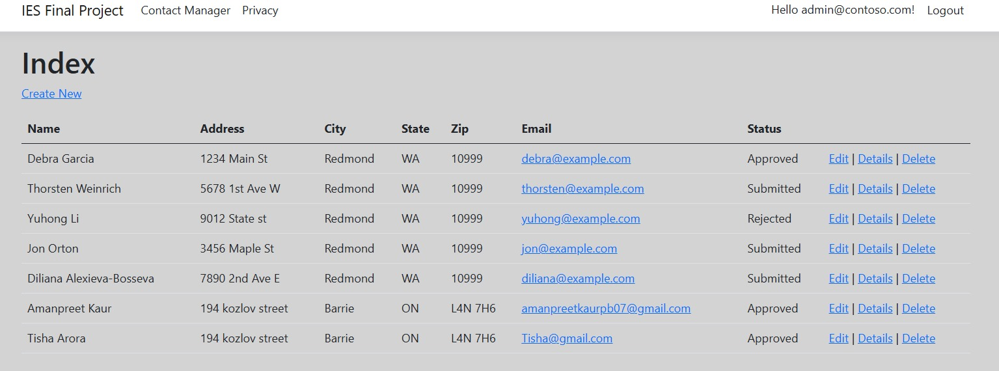 IES Final Project Contact Manager Privacy Hello admin@contoso.com! Logout
Index
Create New
Name Address City State Zip Email Status
Debra Garcia 1234 Main St Redmond WA 10999 debra@example.com Approved Edit | Details | Delete
Thorsten Weinrich 5678 1st Ave W Redmond WA 10999 thorsten@example.com Submitted Edit | Details | Delete
Yuhong Li 9012 State st Redmond WA 10999 yuhong@example.com Rejected Edit | Details | Delete
Jon Orton 3456 Maple St Redmond WA 10999 jon@example.com Submitted Edit | Details | Delete
Diliana Alexieva-Bosseva 7890 2nd Ave E Redmond WA 10999 diliana@example.com Submitted Edit | Details | Delete
Amanpreet Kaur 194 kozlov street Barrie ON L4N 7H6 amanpreetkaurpb07@gmail.com Approved Edit | Details | Delete
Tisha Arora 194 kozlov street Barrie ON L4N 7H6 Tisha@gmail.com Approved Edit | Details | Delete